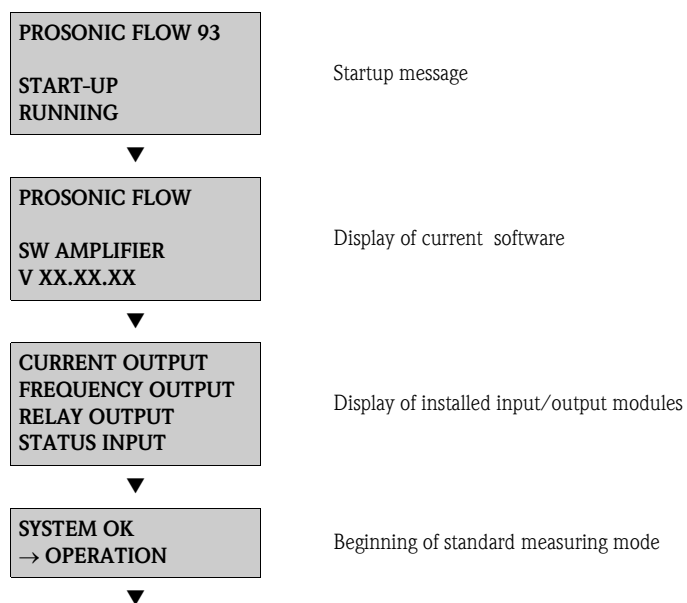 PROSONIC FLOW 93
START-UP
RUNNING
Startup message
PROSONIC FLOW
SW AMPLIFIER
V XX.XX.XX
Display of current software
CURRENT OUTPUT
FREQUENCY OUTPUT
RELAY OUTPUT
STATUS INPUT
Display of installed input/output modules
SYSTEM OK
→ OPERATION
Beginning of standard measuring mode